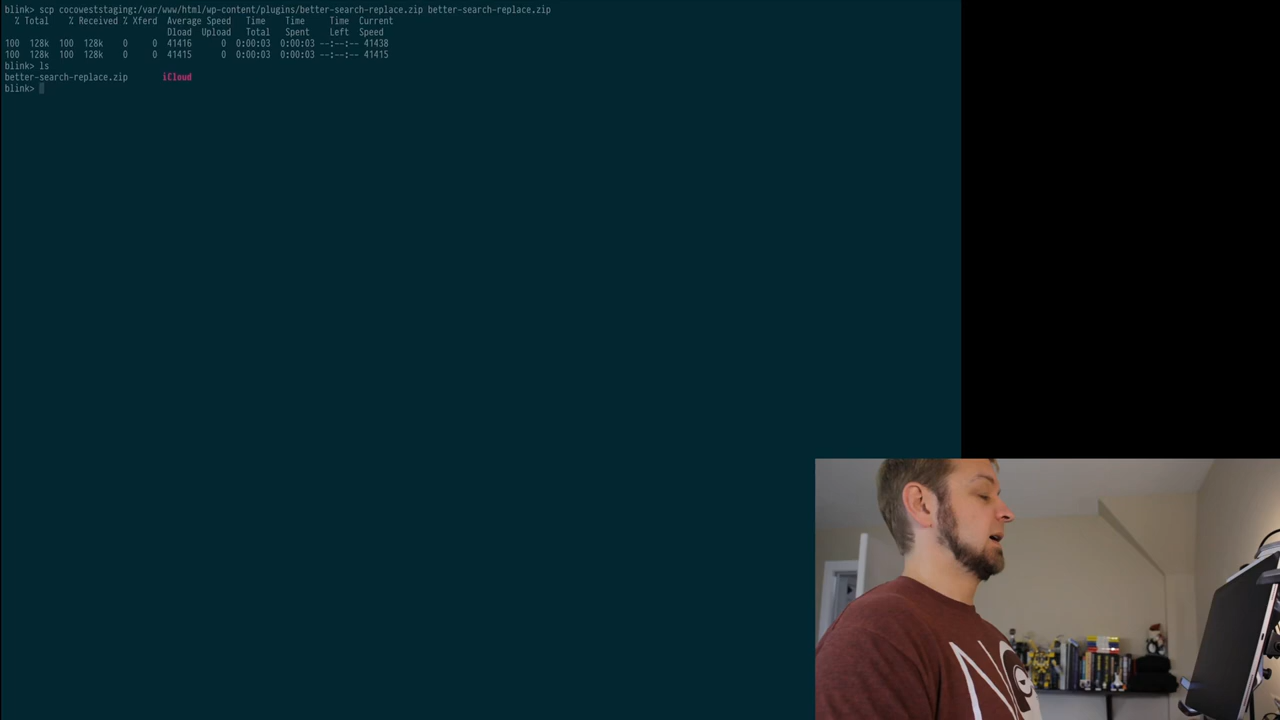 blink> scp cocoweststaging:/var/www/html/wp-content/plugins/better-search-replace.zip better-search-replace.zip
% Total % Received % Xferd Average Speed Time Time Time Current
Dload Upload Total Spent Left Speed
100 128k 100 128k 0 0 41416 0 0:00:03 0:00:03 --:--:-- 41438
100 128k 100 128k 0 0 41415 0 0:00:03 0:00:03 --:--:-- 41415
blink> ls
better-search-replace.zip iCloud
blink>